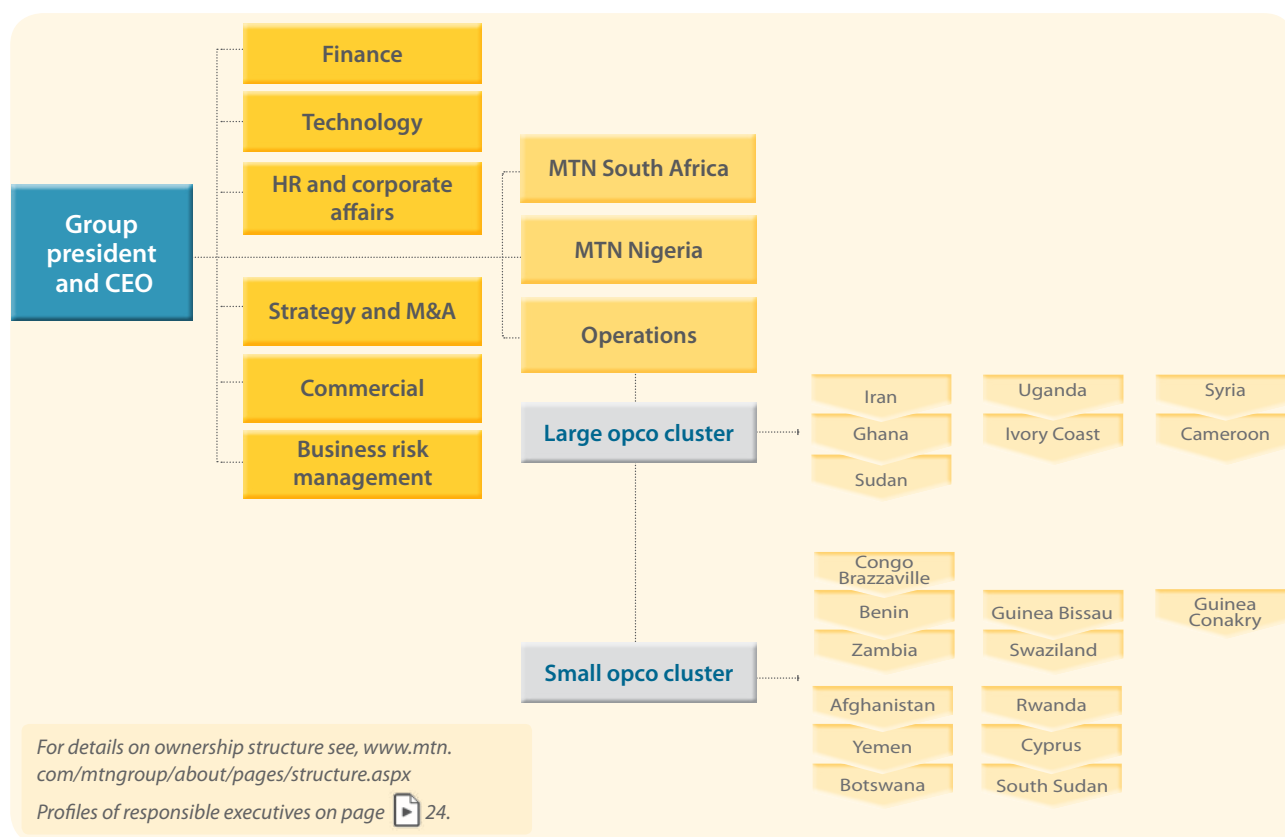 Finance
Technology
HR and corporate
affairs
Group
president
and CEO
Strategy and M&A
Commercial
Business risk
management
MTN South Africa
MTN Nigeria
Operations
Large opco cluster
Iran
Uganda
Syria
Ghana
Ivory Coast
Cameroon
Sudan
Small opco cluster
Congo
Brazzaville
Benin
Guinea Bissau
Guinea
Conakry
Zambia
Swaziland
Afghanistan
Rwanda
Yemen
Cyprus
Botswana
South Sudan
For details on ownership structure see, www.mtn.
com/mtngroup/about/pages/structure.aspx
Profiles of responsible executives on page 24.